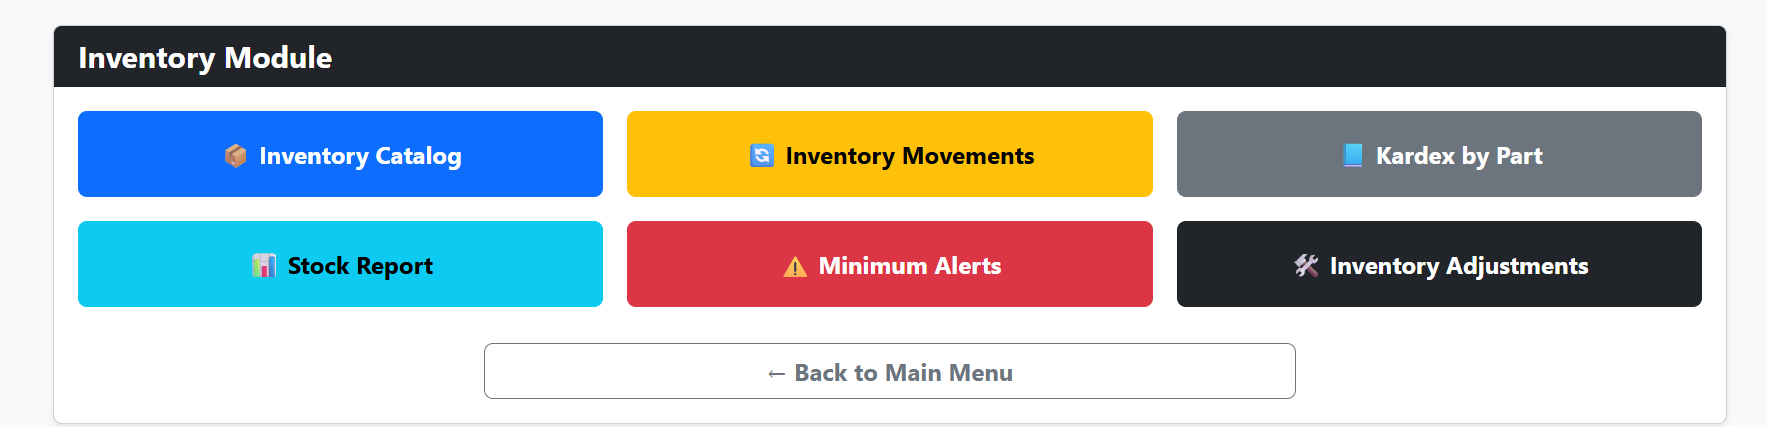 Inventory Module
📦 Inventory Catalog
🔄 Inventory Movements
📘 Kardex by Part
📊 Stock Report
⚠️ Minimum Alerts
🛠️ Inventory Adjustments
← Back to Main Menu